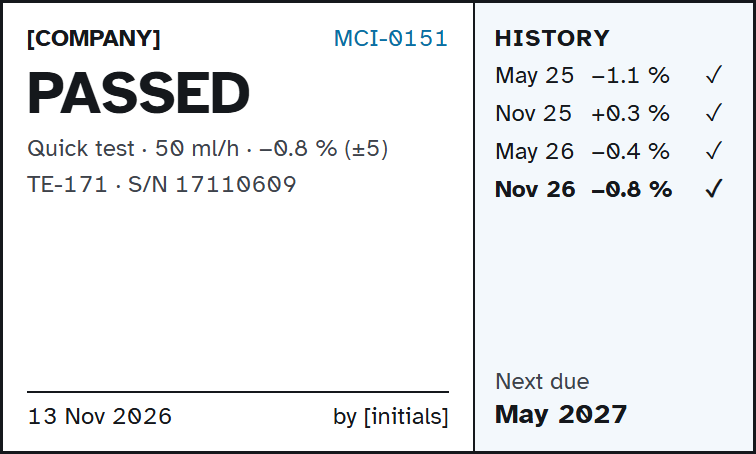 [COMPANY] MCI-0151
PASSED
Quick test · 50 ml/h · −0.8 % (±5)
TE-171 · S/N 17110609
13 Nov 2026 by [initials]
HISTORY
May 25 −1.1 % ✓
Nov 25 +0.3 % ✓
May 26 −0.4 % ✓
Nov 26 −0.8 % ✓
Next due
May 2027